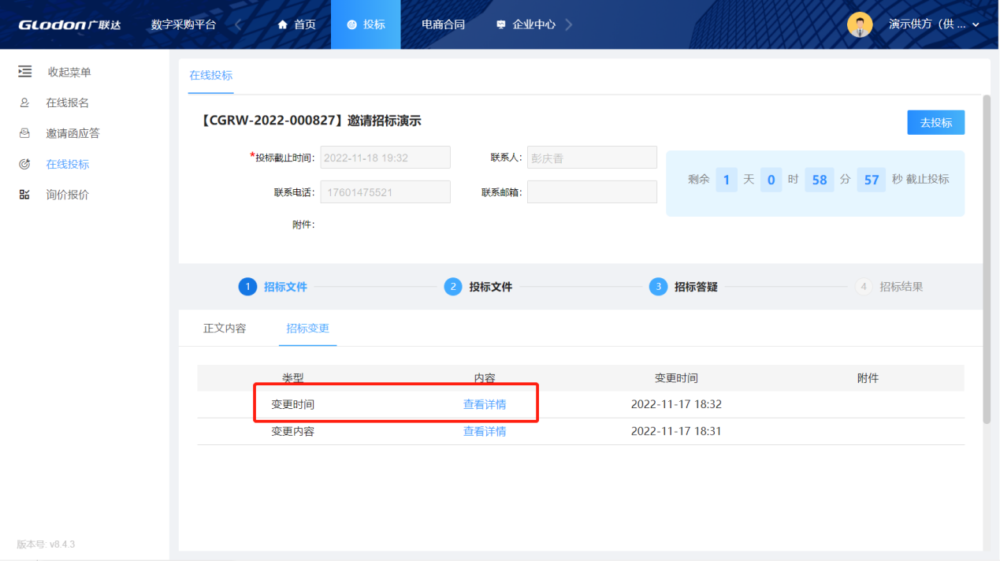 GLodon广联达 数字采购平台 首页 投标 电商合同 企业中心 演示供方（供 ...
收起菜单
在线报名
邀请函应答
在线投标
询价报价
版本号: v8.4.3
在线投标
【CGRW-2022-000827】邀请招标演示
去投标
*投标截止时间: 2022-11-18 19:32 联系人: 彭庆香
联系电话: 17601475521 联系邮箱:
附件:
剩余 1 天 0 时 58 分 57 秒 截止投标
1 招标文件 2 投标文件 3 招标答疑 4 招标结果
正文内容 招标变更
类型 内容 变更时间 附件
变更时间 查看详情 2022-11-17 18:32
变更内容 查看详情 2022-11-17 18:31